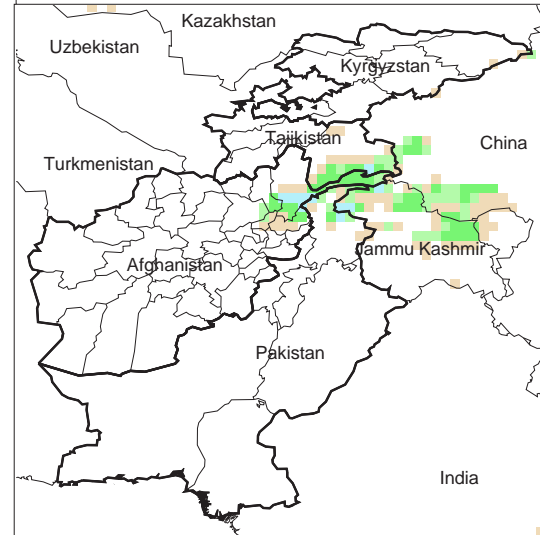 Kazakhstan
Uzbekistan
Kyrgyzstan
Tajikistan
China
Turkmenistan
Jammu Kashmir
Afghanistan
Pakistan
India